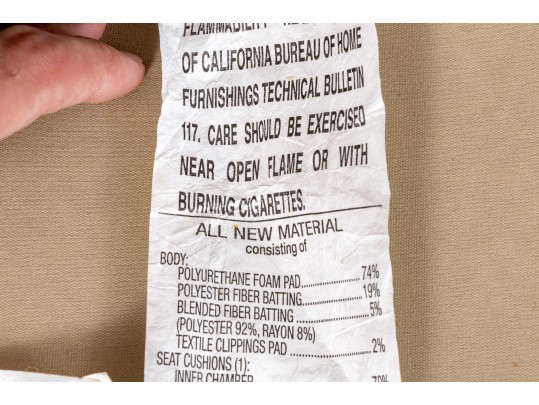 FLAMMABILITY
OF CALIFORNIA BUREAU OF HOME
FURNISHINGS TECHNICAL BULLETIN
117. CARE SHOULD BE EXERCISED
NEAR OPEN FLAME OR WITH
BURNING CIGARETTES.
ALL NEW MATERIAL
consisting of
BODY:
POLYURETHANE FOAM PAD..................74%
POLYESTER FIBER BATTING..................19%
BLENDED FIBER BATTING ....................5%
(POLYESTER 92%, RAYON 8%)
TEXTILE CLIPPINGS PAD ......................2%
SEAT CUSHIONS (1):
INNER CHAMBER